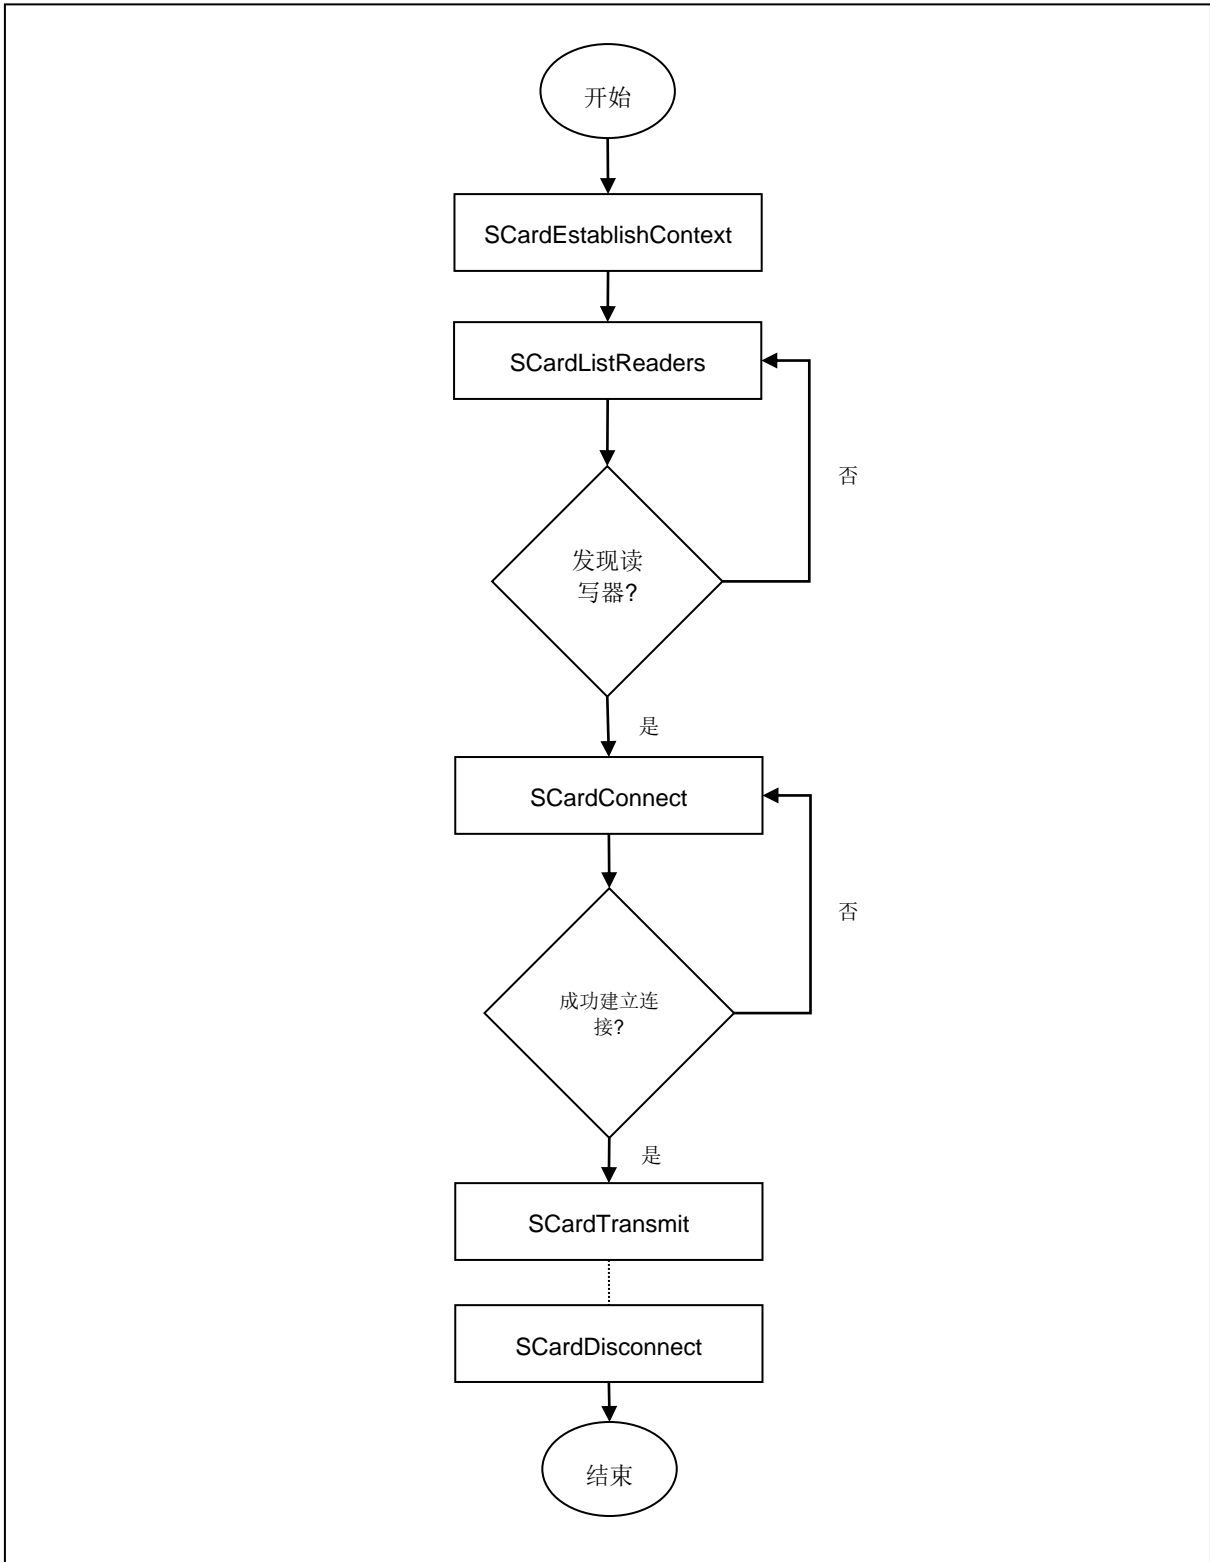 开始
SCardEstablishContext
SCardListReaders
否
发现读
写器?
是
SCardConnect
否
成功建立连
接?
是
SCardTransmit
SCardDisconnect
结束